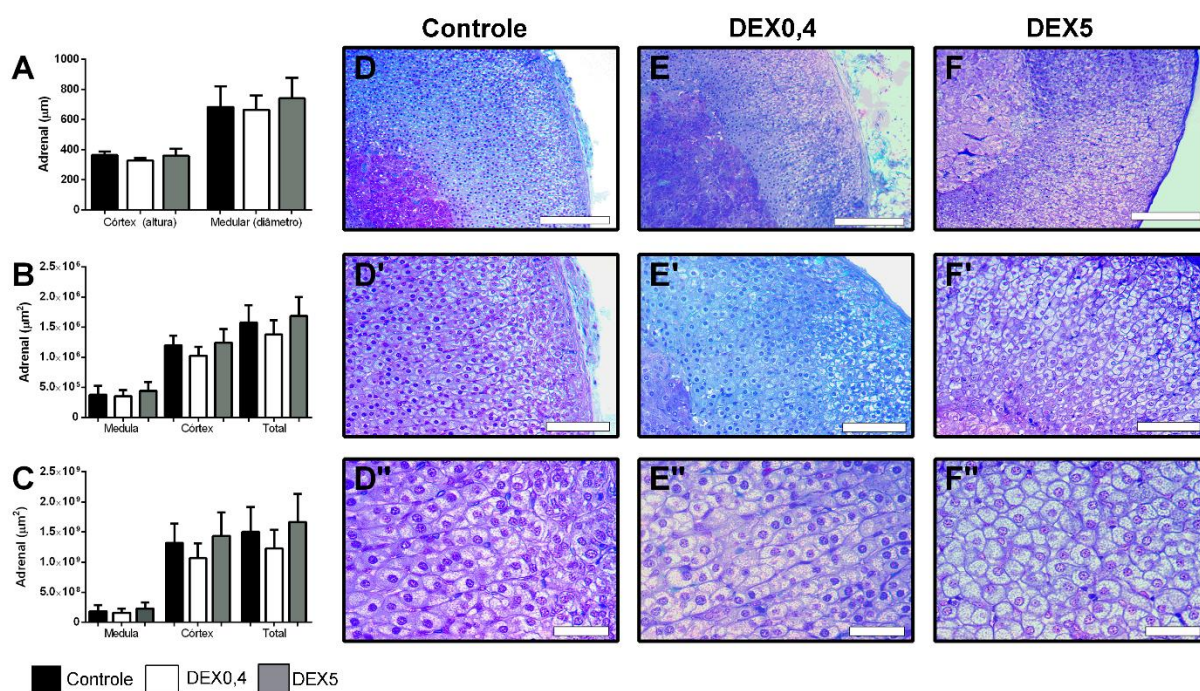 Controle
DEX0,4
DEX5
A
Adrenal (µm)
1000
800
600
400
200
0
Córtex (altura)
Medular (diâmetro)
B
Adrenal (µm²)
2.5×10⁶
2.0×10⁶
1.5×10⁶
1.0×10⁶
5.0×10⁵
0
Medula
Córtex
Total
C
Adrenal (µm²)
2.5×10⁹
2.0×10⁹
1.5×10⁹
1.0×10⁹
5.0×10⁸
0
Medula
Córtex
Total
D
E
F
D'
E'
F'
D"
E"
F"
Controle
DEX0,4
DEX5